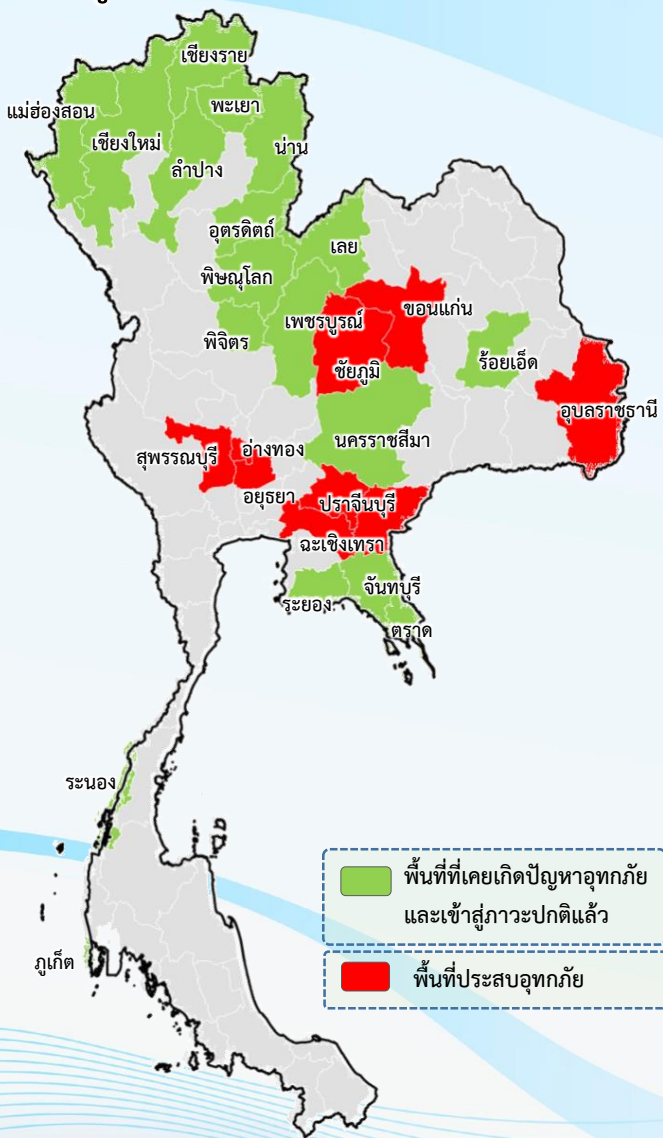 เชียงราย
แม่ฮ่องสอน
พะเยา
เชียงใหม่
น่าน
ลำปาง
อุตรดิตถ์
เลย
พิษณุโลก
ขอนแก่น
เพชรบูรณ์
พิจิตร
ร้อยเอ็ด
ชัยภูมิ
อุบลราชธานี
นครราชสีมา
อ่างทอง
สุพรรณบุรี
อยุธยา
ปราจีนบุรี
ฉะเชิงเทรา
จันทบุรี
ระยอง
ตราด
ระนอง
พื้นที่ที่เคยเกิดปัญหาอุทกภัย
และเข้าสู่ภาวะปกติแล้ว
ภูเก็ต
พื้นที่ประสบอุทกภัย